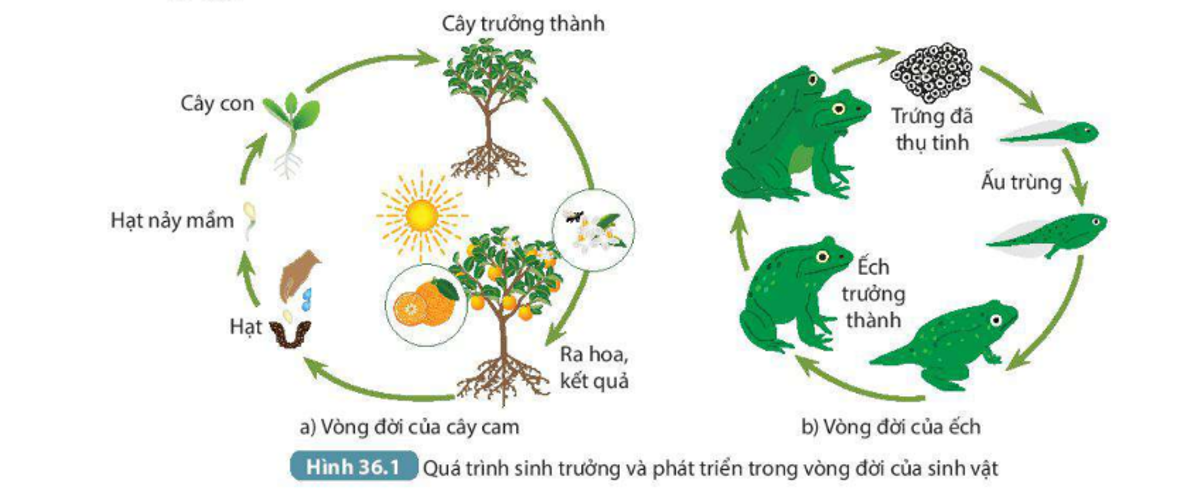 Cây trưởng thành
Cây con
Hạt nảy mầm
Hạt
Ra hoa,
kết quả
a) Vòng đời của cây cam
Trứng đã
thụ tinh
Ấu trùng
Ếch
trưởng
thành
b) Vòng đời của ếch
Hình 36.1 Quá trình sinh trưởng và phát triển trong vòng đời của sinh vật